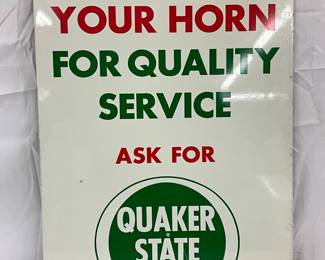 YOUR HORN
FOR QUALITY
SERVICE
ASK FOR
QUAKER
STATE